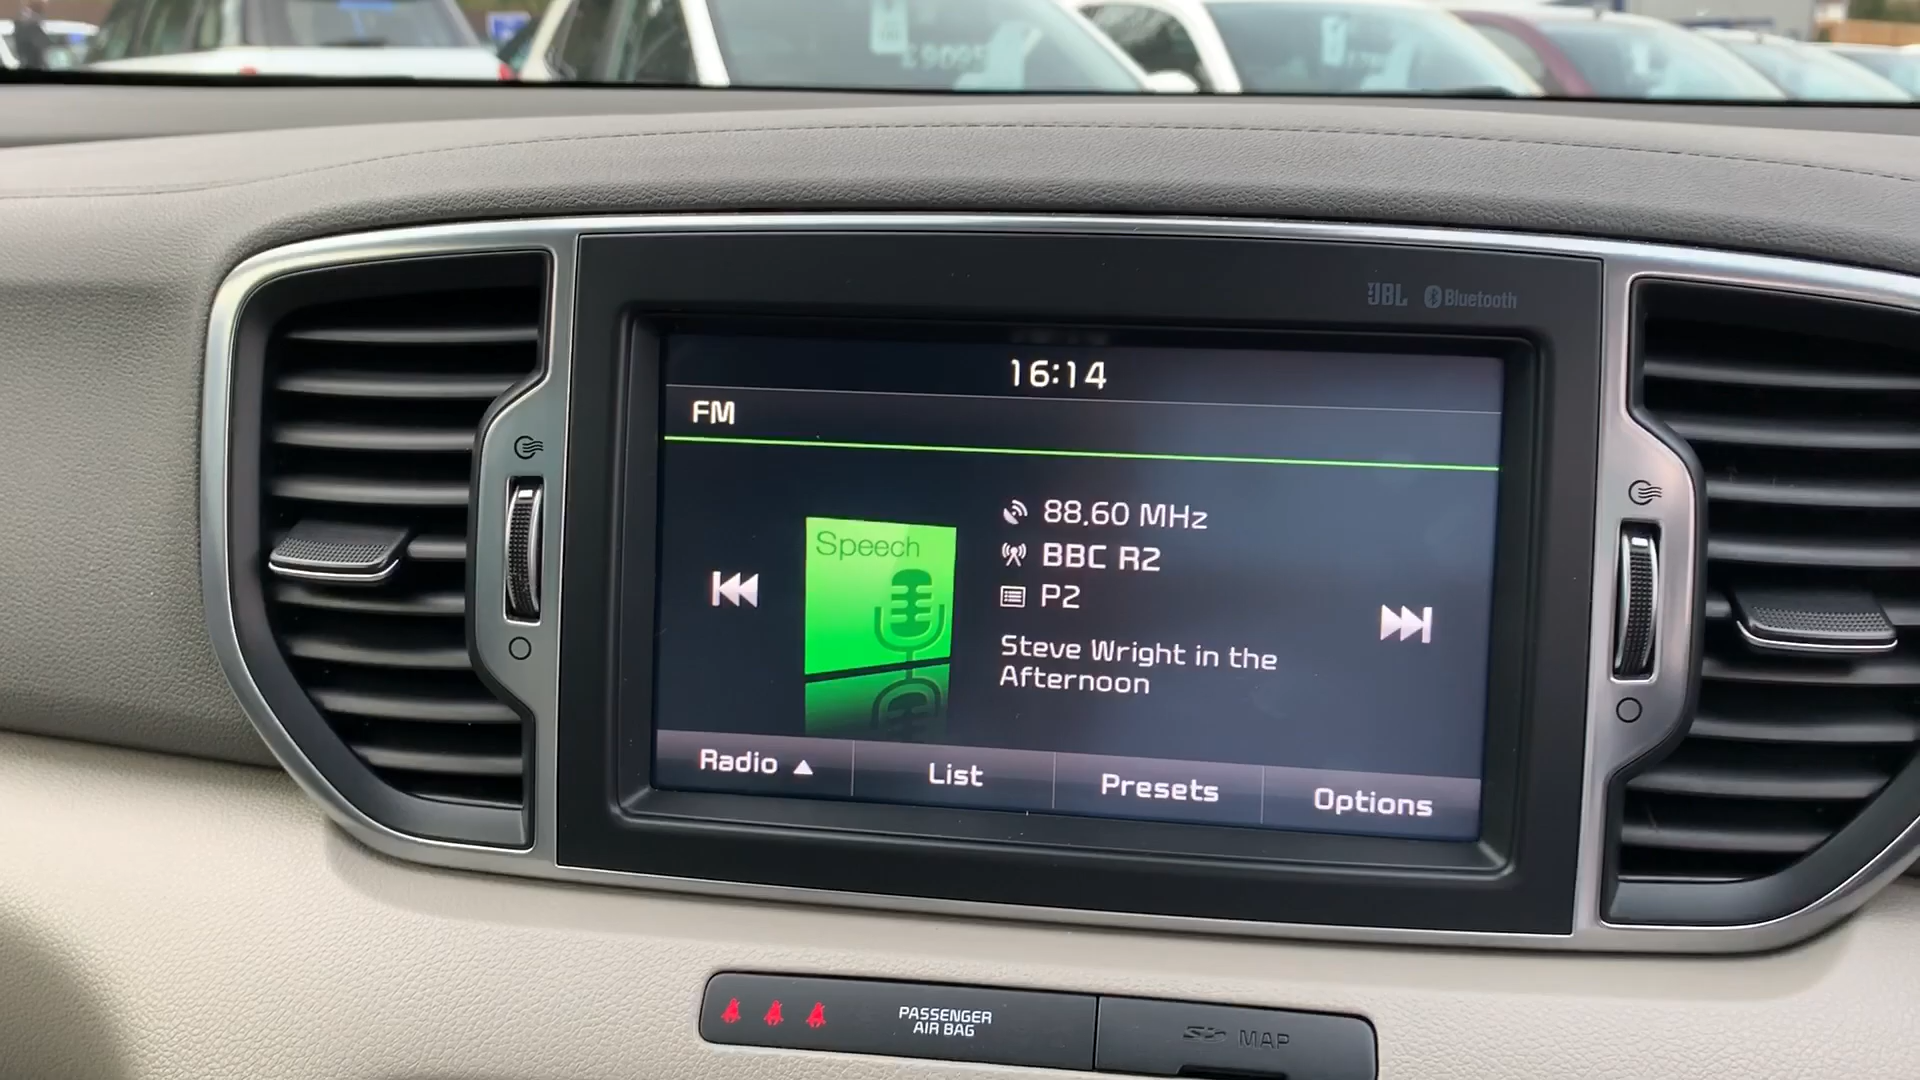 JBL Bluetooth
16:14
FM
Speech
88.60 MHz
BBC R2
P2
Steve Wright in the
Afternoon
Radio ▲
List
Presets
Options
PASSENGER
AIR BAG
MAP